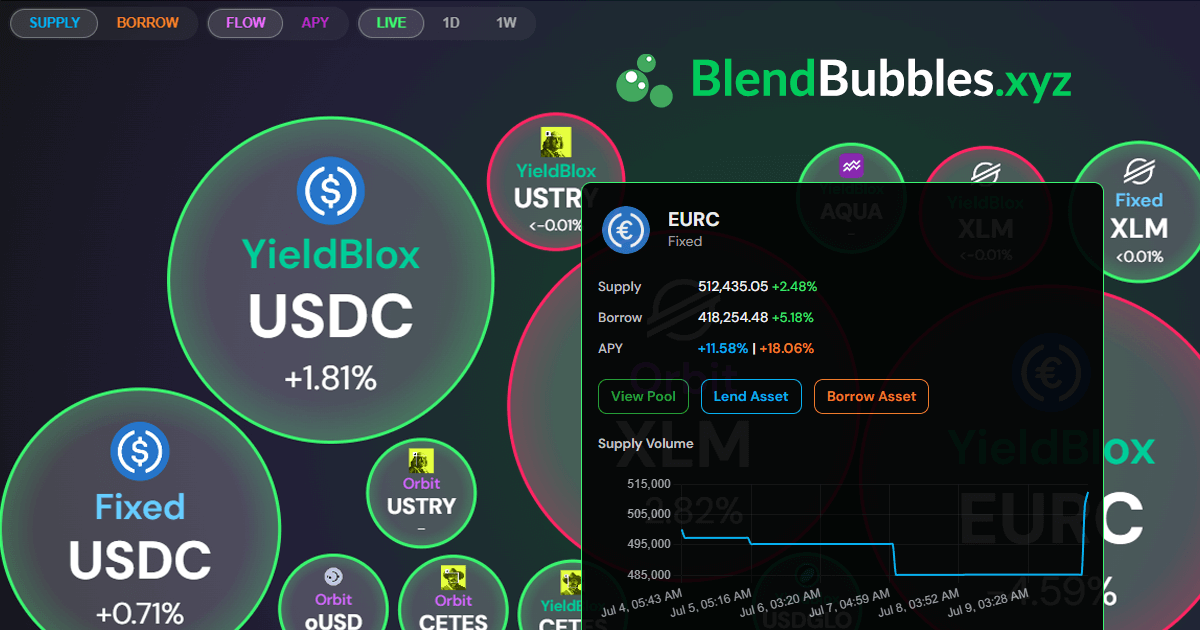 SUPPLY BORROW FLOW APY LIVE 1D 1W
BlendBubbles.xyz
YieldBlox
USDC
+1.81%
YieldBlox
USTRY
<-0.01%
YieldBlox
AQUA
–
YieldBlox
XLM
<-0.01%
Fixed
XLM
<0.01%
EURC
Fixed
Supply 512,435.05 +2.48%
Borrow 418,254.48 +5.18%
APY +11.58% | +18.06%
View Pool Lend Asset Borrow Asset
Supply Volume
515,000
505,000
495,000
485,000
Jul 4, 05:43 AM
Jul 5, 05:16 AM
Jul 6, 03:20 AM
Jul 7, 04:59 AM
Jul 8, 03:52 AM
Jul 9, 03:28 AM
Orbit
XLM
2.82%
YieldBlox
EURC
4.59%
USDGLO
Fixed
USDC
+0.71%
Orbit
USTRY
–
Orbit
oUSD
Orbit
CETES
YieldB
CET